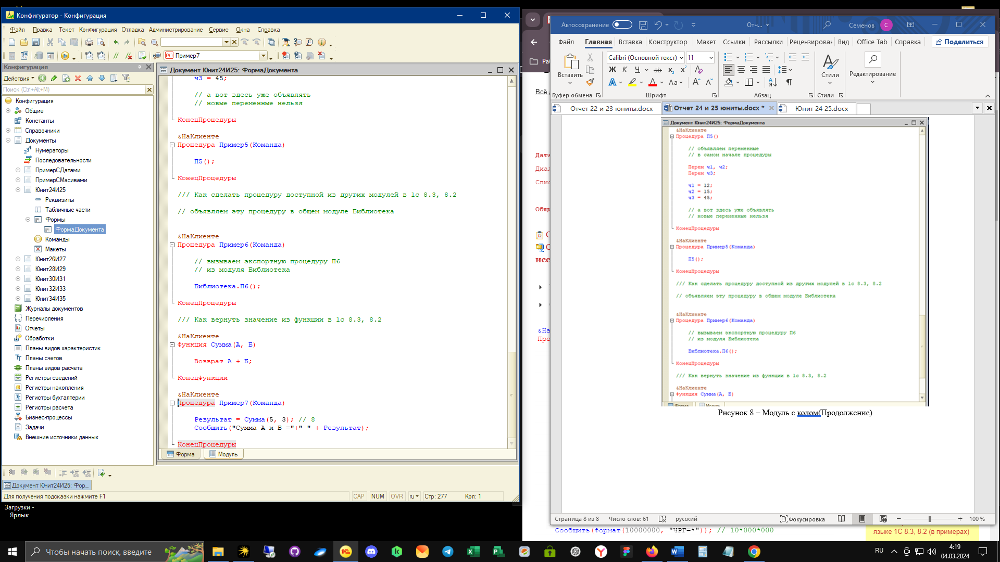 Конфигуратор - Конфигурация
Файл Правка Текст Конфигурация Отладка Администрирование Сервис Окна Справка
Пример7
Конфигурация
Действия
Поиск (Ctrl+Alt+M)
Конфигурация
Общие
Константы
Справочники
Документы
Нумераторы
Последовательности
ПримерСДатами
ПримерСМасивами
Юнит24И25
Реквизиты
Табличные части
Формы
ФормаДокумента
Команды
Макеты
Юнит26И27
Юнит28И29
Юнит30И31
Юнит32И33
Юнит34И35
Журналы документов
Перечисления
Отчеты
Обработки
Планы видов характеристик
Планы счетов
Планы видов расчета
Регистры сведений
Регистры накопления
Регистры бухгалтерии
Регистры расчета
Бизнес-процессы
Задачи
Внешние источники данных
Документ Юнит24И25: ФормаДокумента
ч3 = 45;
// а вот здесь уже объявлять
// новые переменные нельзя
КонецПроцедуры
&НаКлиенте
Процедура Пример5(Команда)
П5();
КонецПроцедуры
/// Как сделать процедуру доступной из других модулей в 1с 8.3, 8.2
// объявляем эту процедуру в общем модуле Библиотека
&НаКлиенте
Процедура Пример6(Команда)
// вызываем экспортную процедуру П6
// из модуля Библиотека
Библиотека.П6();
КонецПроцедуры
/// Как вернуть значение из функции в 1с 8.3, 8.2
&НаКлиенте
Функция Сумма(А, Б)
Возврат А + Б;
КонецФункции
&НаКлиенте
Процедура Пример7(Команда)
Результат = Сумма(5, 3); // 8
Сообщить("Сумма А и Б ="+" " + Результат);
КонецПроцедуры
Форма Модуль
Документ Юнит24И25: Фор...
Для получения подсказки нажмите F1
CAP NUM OVR ru Стр: 277 Кол: 1
Загрузки -
Ярлык
Автосохранение Отч... Семенов С
Файл Главная Вставка Конструктор Макет Ссылки Рассылки Рецензирова Вид Office Tab Справка Поделиться
Вставить
Calibri (Основной текст) 11
Ж К Ч ab x₂ x²
Стили
Редактирование
Буфер обмена Шрифт Абзац Стили
Отчет 22 и 23 юниты.docx Отчет 24 и 25 юниты.docx * Юнит 24 25.docx
Документ Юнит24И25: ФормаДокумента
&НаКлиенте
Процедура П5()
// объявляем переменные
// в самом начале процедуры
Перем ч1, ч2;
Перем ч3;
ч1 = 12;
ч2 = 15;
ч3 = 45;
// а вот здесь уже объявлять
// новые переменные нельзя
КонецПроцедуры
&НаКлиенте
Процедура Пример5(Команда)
П5();
КонецПроцедуры
/// Как сделать процедуру доступной из других модулей в 1с 8.3, 8.2
// объявляем эту процедуру в общем модуле Библиотека
&НаКлиенте
Процедура Пример6(Команда)
// вызываем экспортную процедуру П6
// из модуля Библиотека
Библиотека.П6();
КонецПроцедуры
/// Как вернуть значение из функции в 1с 8.3, 8.2
&НаКлиенте
Функция Сумма(А, Б)
Рисунок 8 – Модуль с кодом(Продолжение)
Страница 8 из 8 Число слов: 61 русский Фокусировка 100 %
Сообщить(Формат(10000000, "ЧРГ=*")); // 10*000*000
языке 1С 8.3, 8.2 (в примерах)
Чтобы начать поиск, введите
RU
4:19
04.03.2024